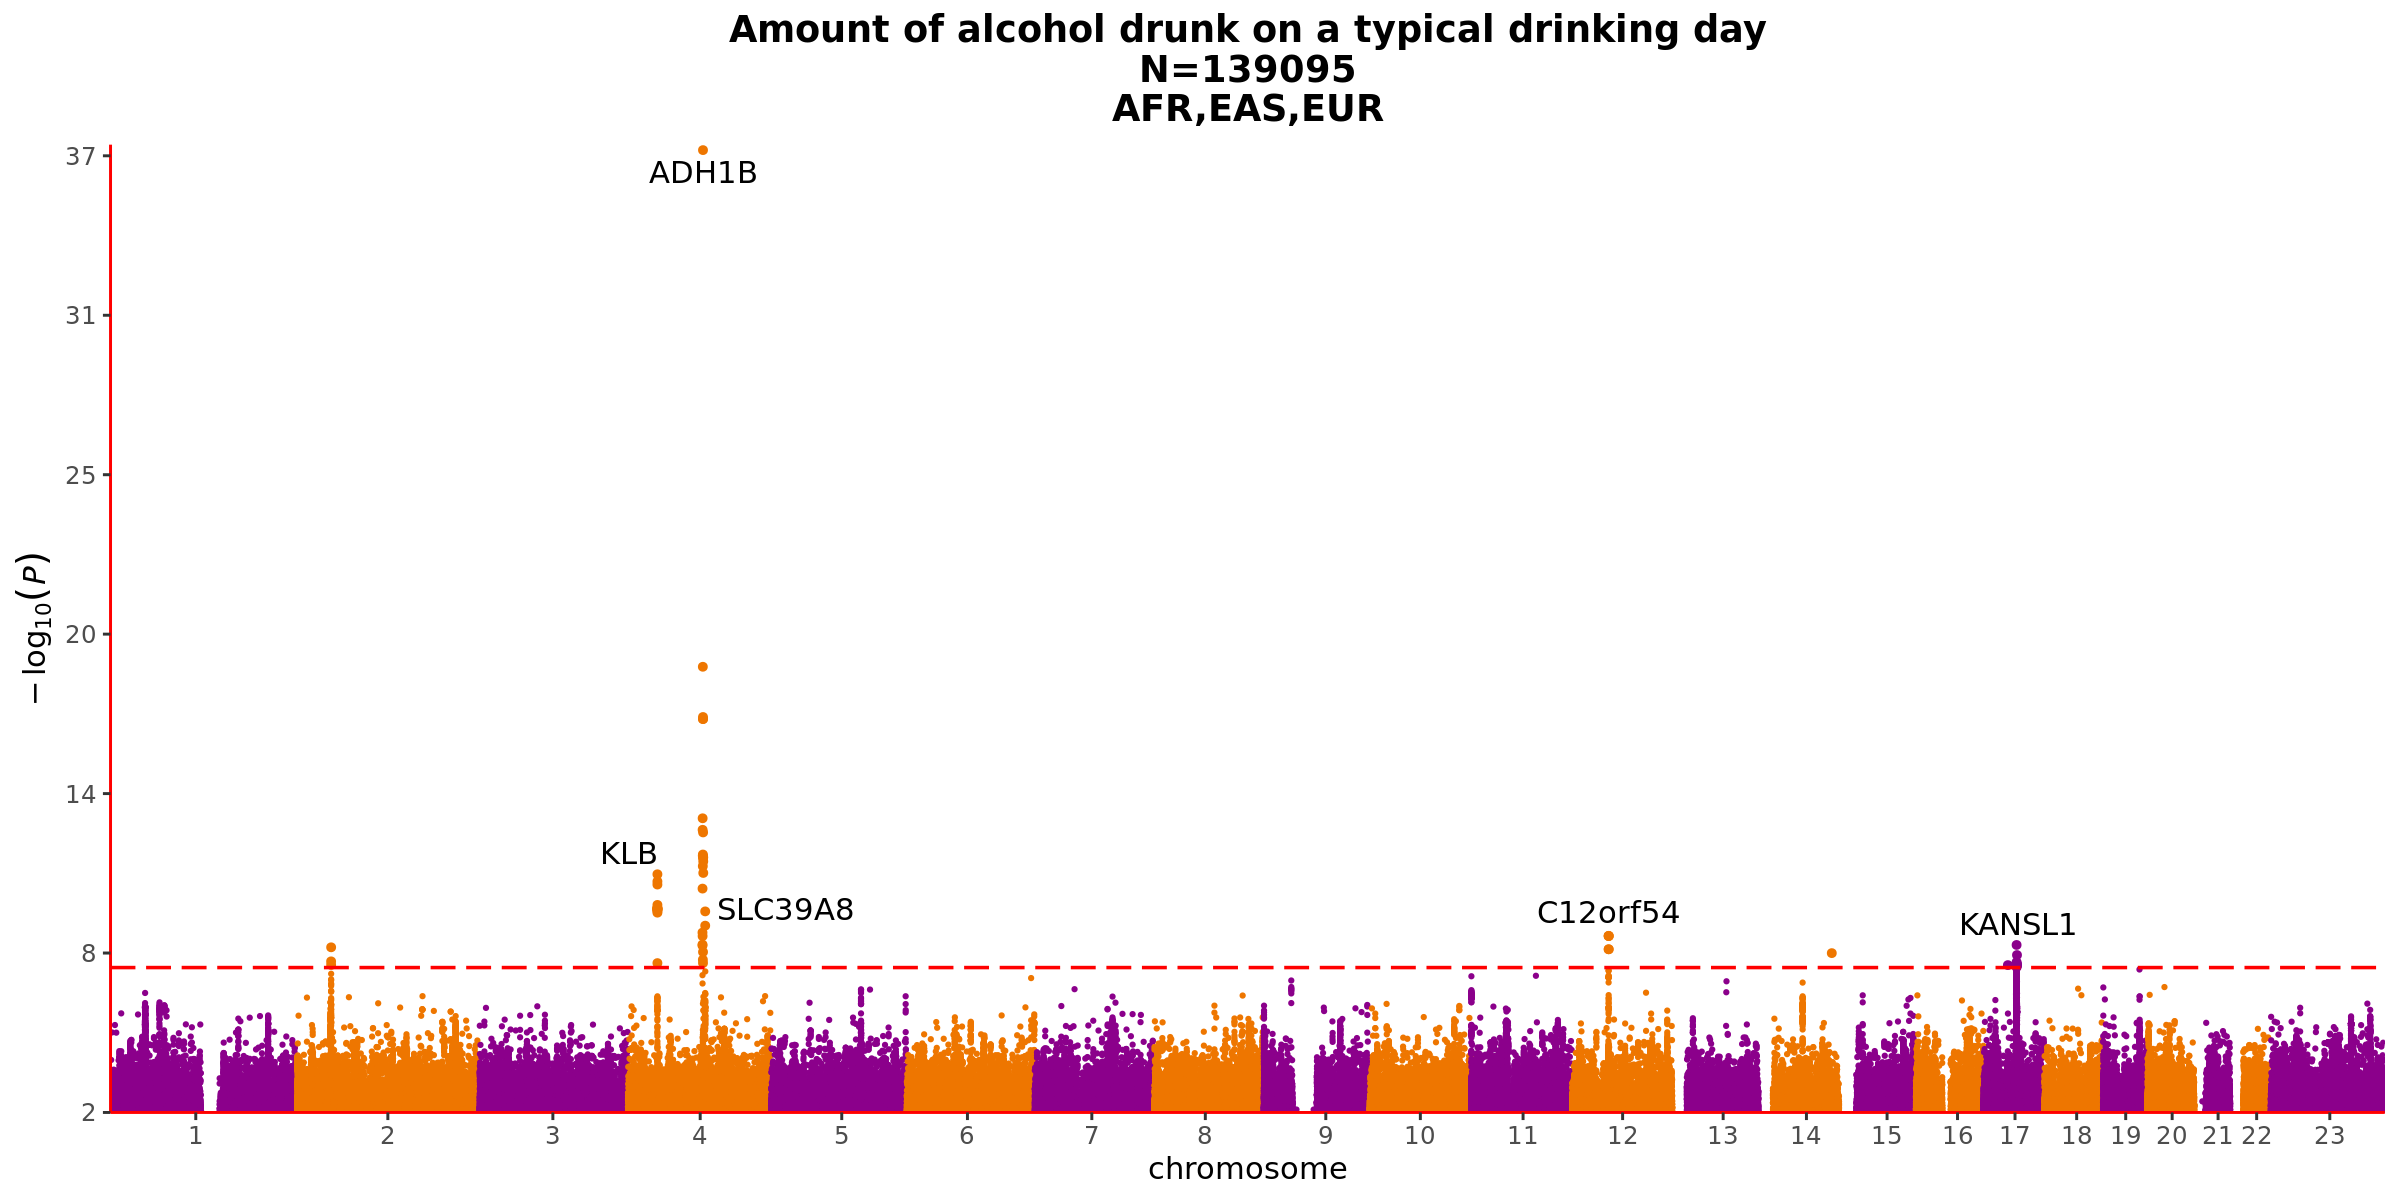 Amount of alcohol drunk on a typical drinking day
N=139095
AFR,EAS,EUR
37
ADH1B
31
25
−log10(P)
20
14
KLB
SLC39A8
C12orf54
KANSL1
8
2
1 2 3 4 5 6 7 8 9 10 11 12 13 14 15 16 17 18 19 20 21 22 23
chromosome